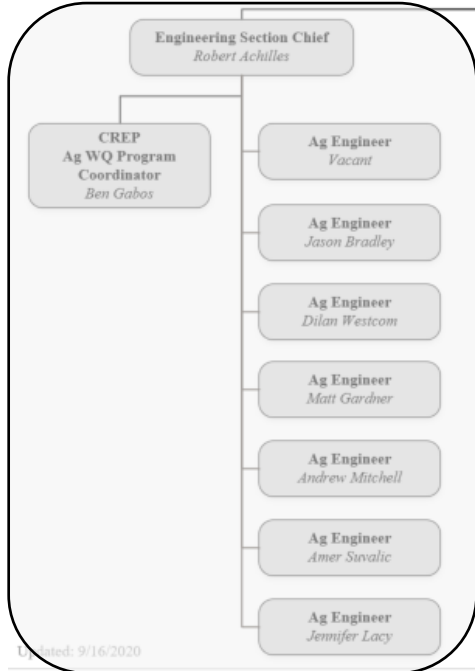 Engineering Section Chief
Robert Achilles
CREP
Ag WQ Program
Coordinator
Ben Gabos
Ag Engineer
Vacant
Ag Engineer
Jason Bradley
Ag Engineer
Dilan Westcom
Ag Engineer
Matt Gardner
Ag Engineer
Andrew Mitchell
Ag Engineer
Amer Suvalic
Ag Engineer
Jennifer Lacy
Updated: 9/16/2020